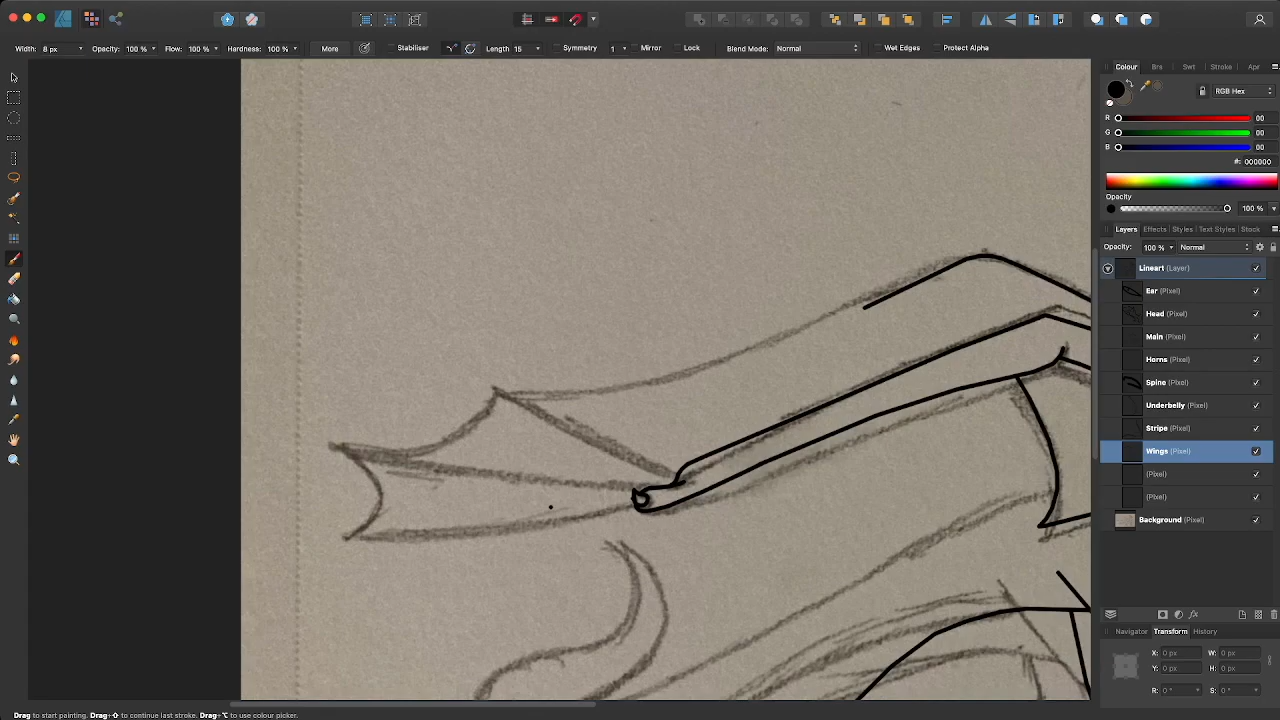 Width: 8 px Opacity: 100 % Flow: 100 % Hardness: 100 % More Stabiliser Length 15 Symmetry 1 Mirror Lock Blend Mode: Normal Wet Edges Protect Alpha
Colour Brs Swt Stroke Apr
RGB Hex
R 00
G 00
B 00
#: 000000
Opacity
100 %
Layers Effects Styles Text Styles Stock
Opacity: 100 % Normal
Lineart (Layer)
Ear (Pixel)
Head (Pixel)
Main (Pixel)
Horns (Pixel)
Spine (Pixel)
Underbelly (Pixel)
Stripe (Pixel)
Wings (Pixel)
(Pixel)
(Pixel)
Background (Pixel)
Navigator Transform History
X: 0 px W: 0 px
Y: 0 px H: 0 px
R: 0 ° S: 0 °
Drag to start painting. Drag+⇧ to continue last stroke. Drag+⌥ to use colour picker.